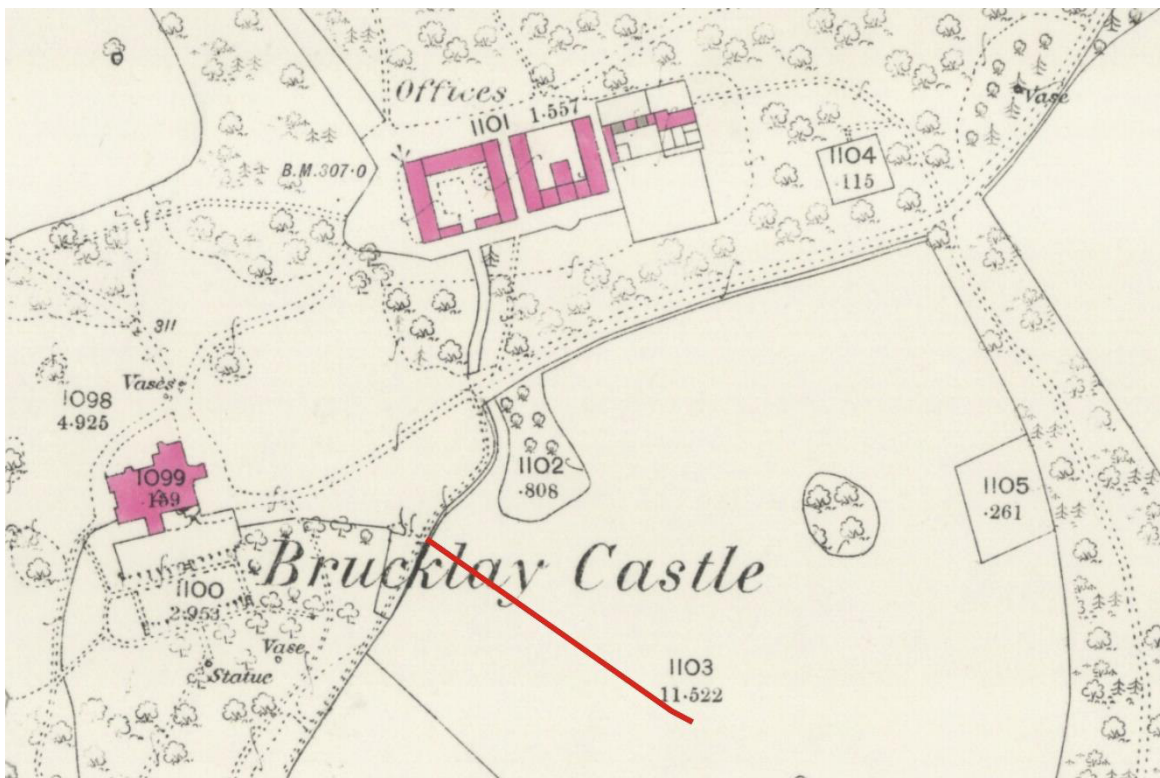 Offices
1101 1·557
B.M.307·0
Vase
1104
·115
311
Vases
1098
4·925
1102
·808
1099
·159
1105
·261
Brucklay Castle
1100
2·953
Vase
Statue
1103
11·522